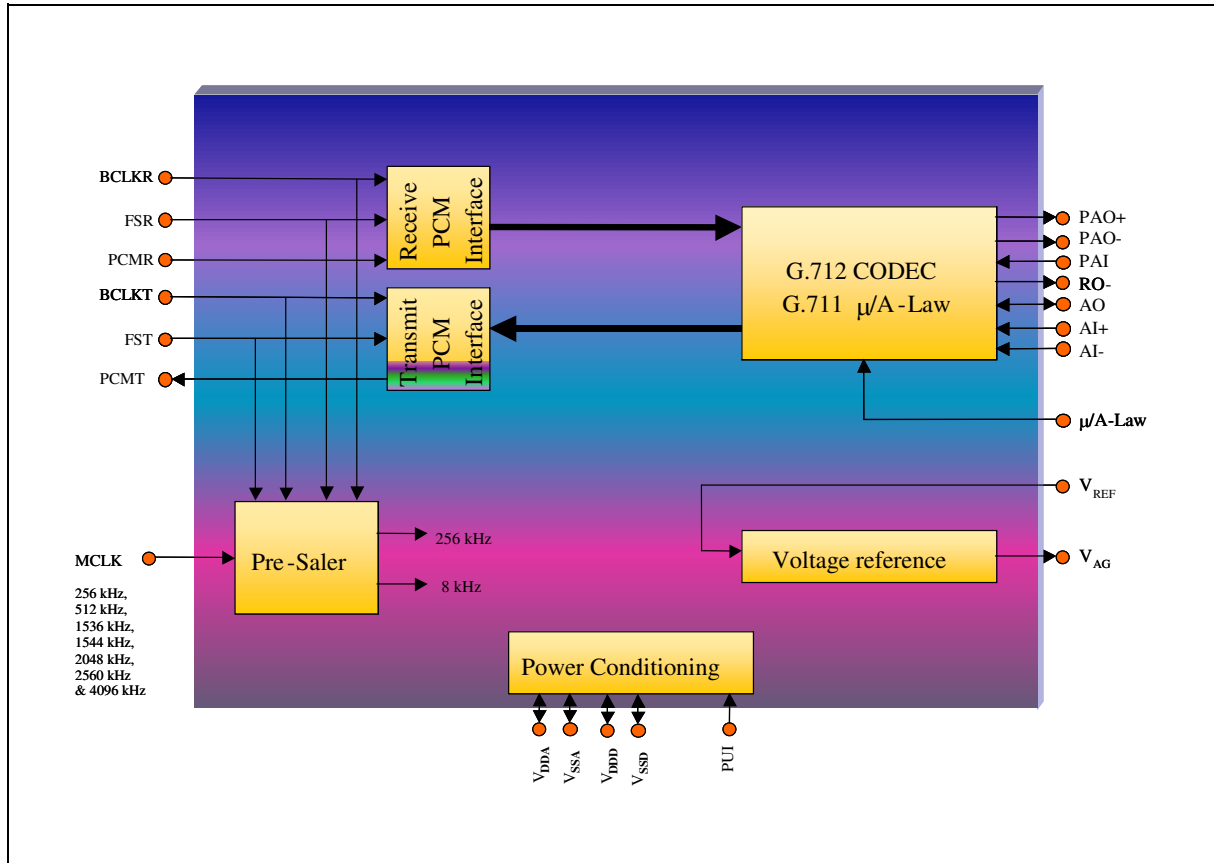 BCLKR
FSR
PCMR
BCLKT
FST
PCMT
Receive
PCM
Interface
Transmit
PCM
Interface
G.712 CODEC
G.711 μ/A-Law
PAO+
PAO-
PAI
RO-
AO
AI+
AI-
μ/A-Law
VREF
VAG
Voltage reference
MCLK
256 kHz,
512 kHz,
1536 kHz,
1544 kHz,
2048 kHz,
2560 kHz
& 4096 kHz
Pre-Saler
256 kHz
8 kHz
Power Conditioning
VDDA
VSSA
VDDD
VSSD
PUI